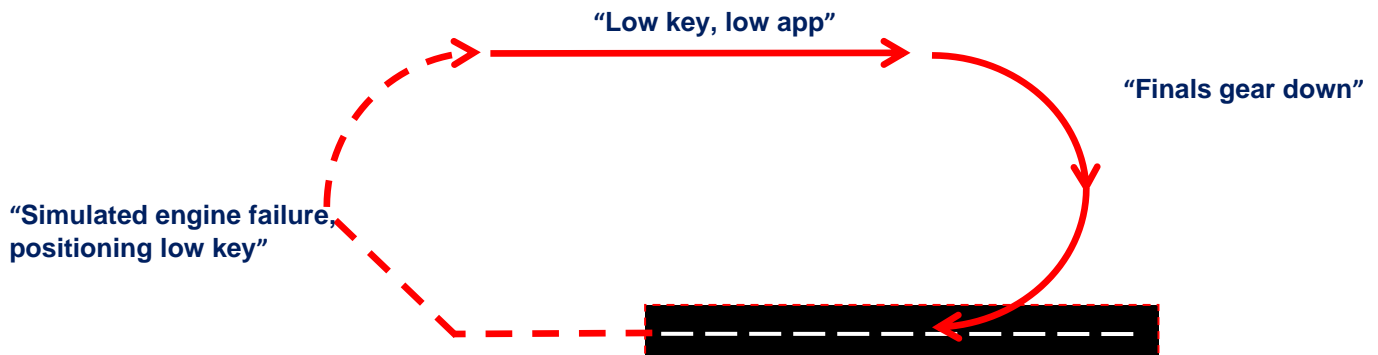 “Low key, low app”
“Finals gear down”
“Simulated engine failure,
positioning low key”